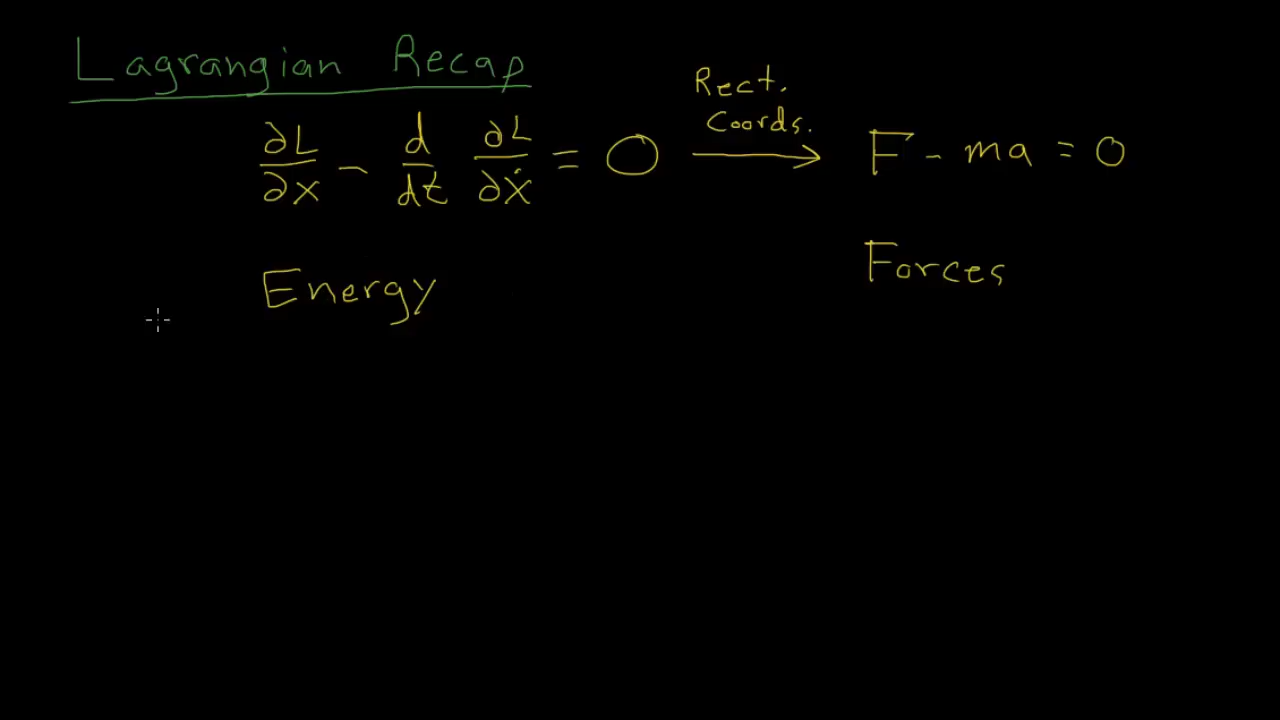 Lagrangian Recap
∂L/∂x - d/dt ∂L/∂ẋ = 0
Rect.
Coords.
→ F - ma = 0
Energy
Forces